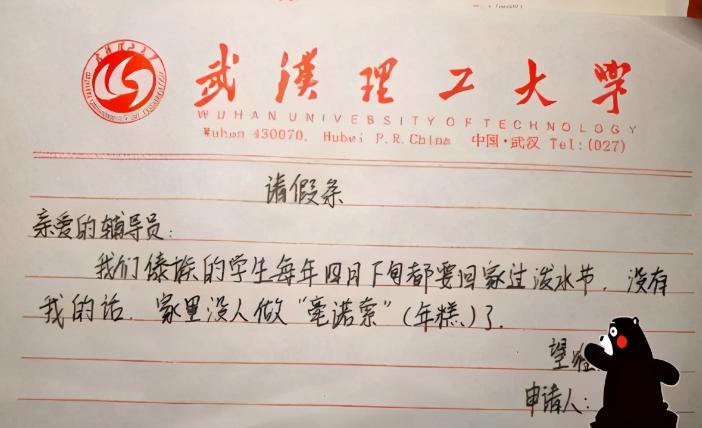 武汉理工大学
WUHAN UNIVERSITY OF TECHNOLOGY
Wuhan 430070, Hubei P.R.China 中国·武汉 Tel:(027)
请假条
亲爱的辅导员:
我们傣族的学生每年四月下旬都要回家过泼水节，没有
我的话，家里没人做“毫诺索”(年糕)了。
望
申请人: